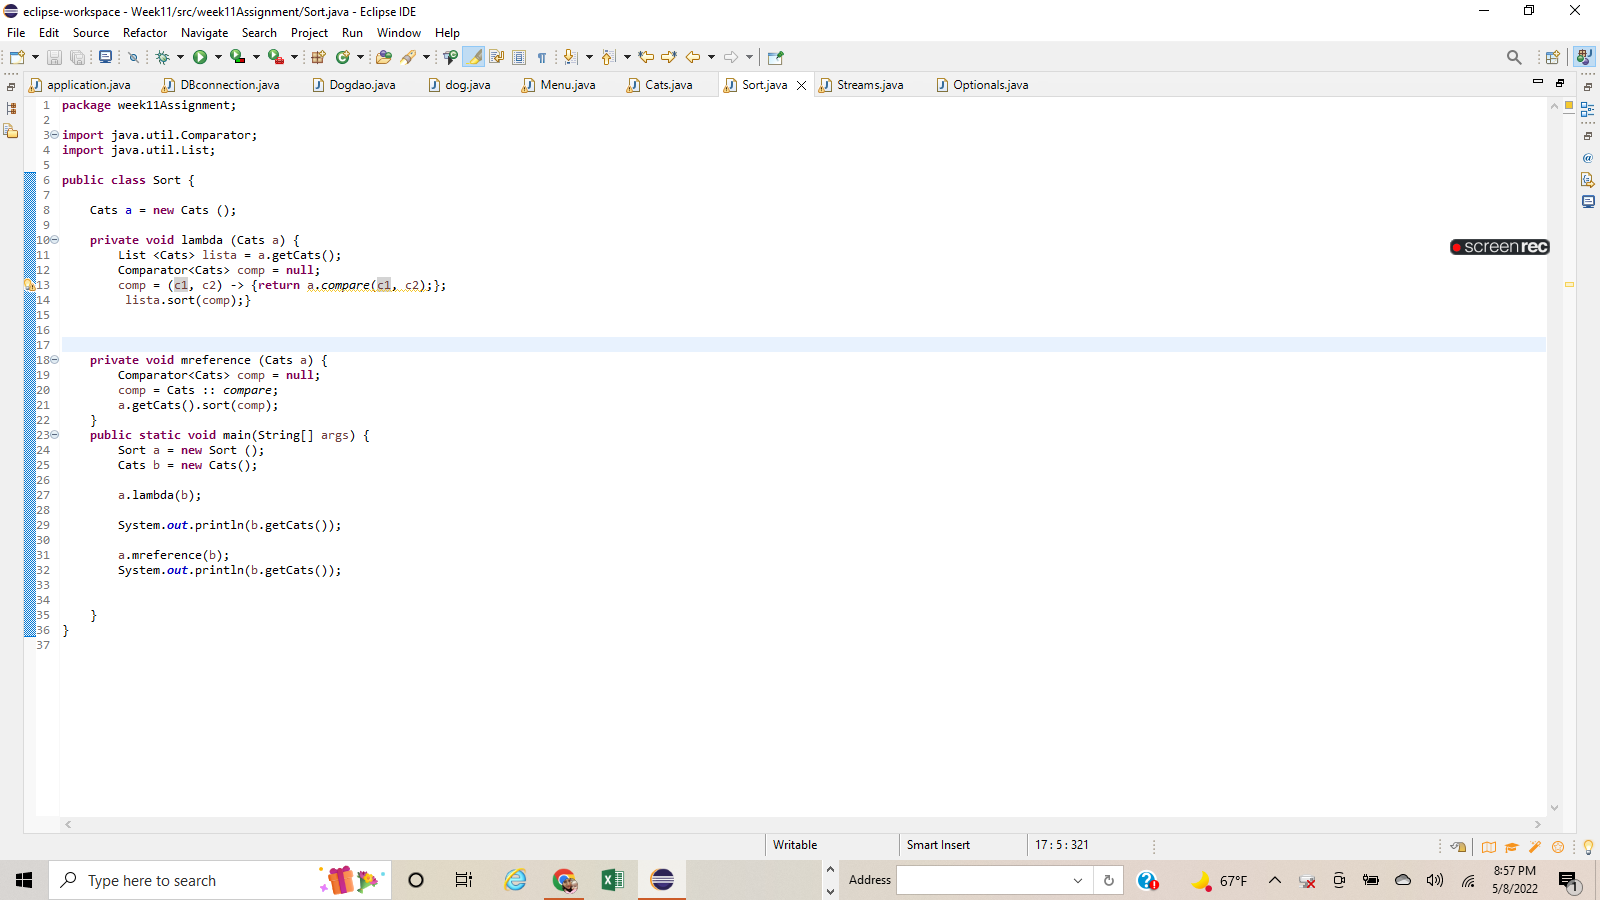 eclipse-workspace - Week11/src/week11Assignment/Sort.java - Eclipse IDE
File Edit Source Refactor Navigate Search Project Run Window Help
application.java DBconnection.java Dogdao.java dog.java Menu.java Cats.java Sort.java Streams.java Optionals.java
1 package week11Assignment;
2
3 import java.util.Comparator;
4 import java.util.List;
5
6 public class Sort {
7
8 Cats a = new Cats ();
9
10 private void lambda (Cats a) {
11 List <Cats> lista = a.getCats();
12 Comparator<Cats> comp = null;
13 comp = (c1, c2) -> {return a.compare(c1, c2);};
14 lista.sort(comp);}
15
16
17
18 private void mreference (Cats a) {
19 Comparator<Cats> comp = null;
20 comp = Cats :: compare;
21 a.getCats().sort(comp);
22 }
23 public static void main(String[] args) {
24 Sort a = new Sort ();
25 Cats b = new Cats();
26
27 a.lambda(b);
28
29 System.out.println(b.getCats());
30
31 a.mreference(b);
32 System.out.println(b.getCats());
33
34
35 }
36 }
37
screenrec
Writable Smart Insert 17 : 5 : 321
Type here to search Address 67°F 8:57 PM
5/8/2022 1